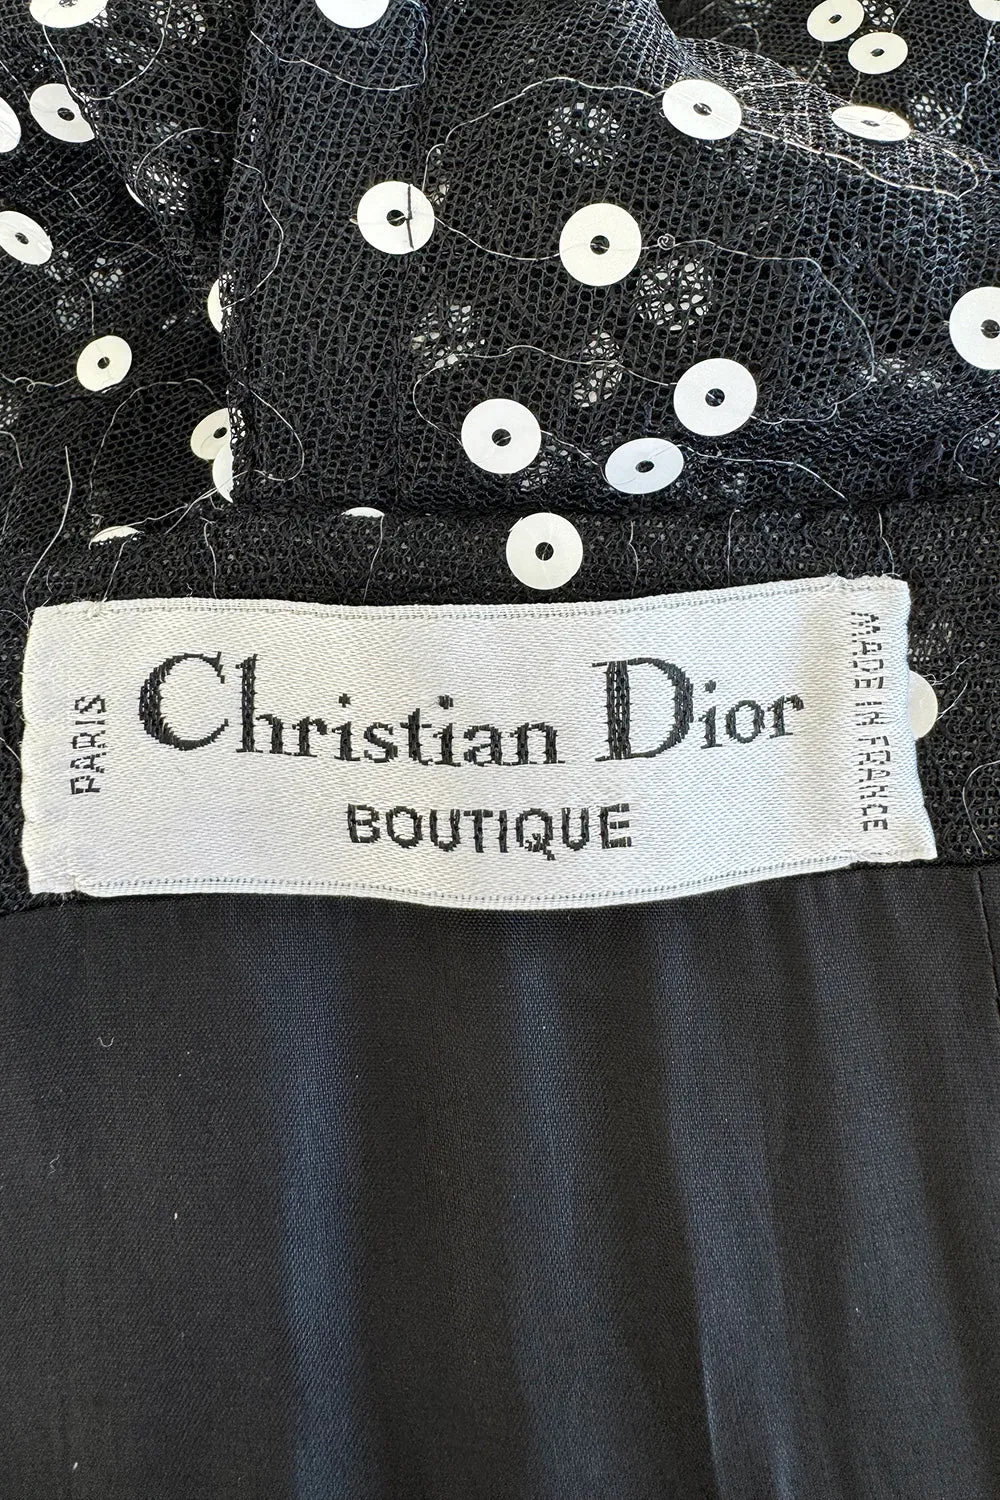 PARIS
Christian Dior
BOUTIQUE
MADE IN FRANCE